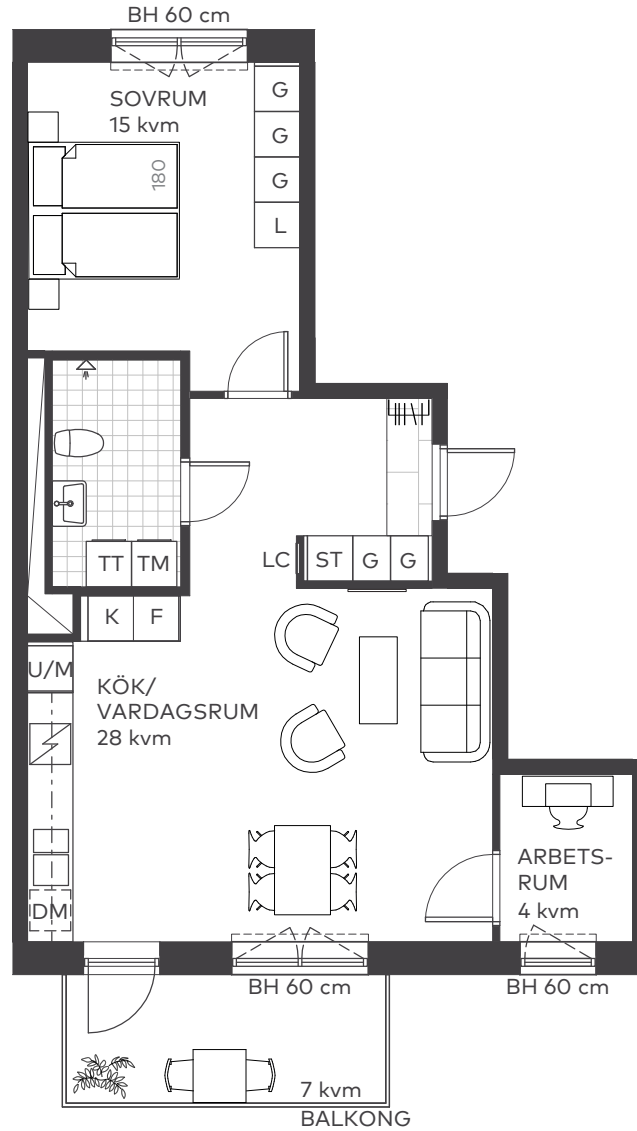 BH 60 cm
SOVRUM
15 kvm
G
G
G
L
180
TT TM
LC ST G G
K F
U/M
KÖK/
VARDAGSRUM
28 kvm
ARBETS-
RUM
4 kvm
DM
BH 60 cm
BH 60 cm
7 kvm
BALKONG